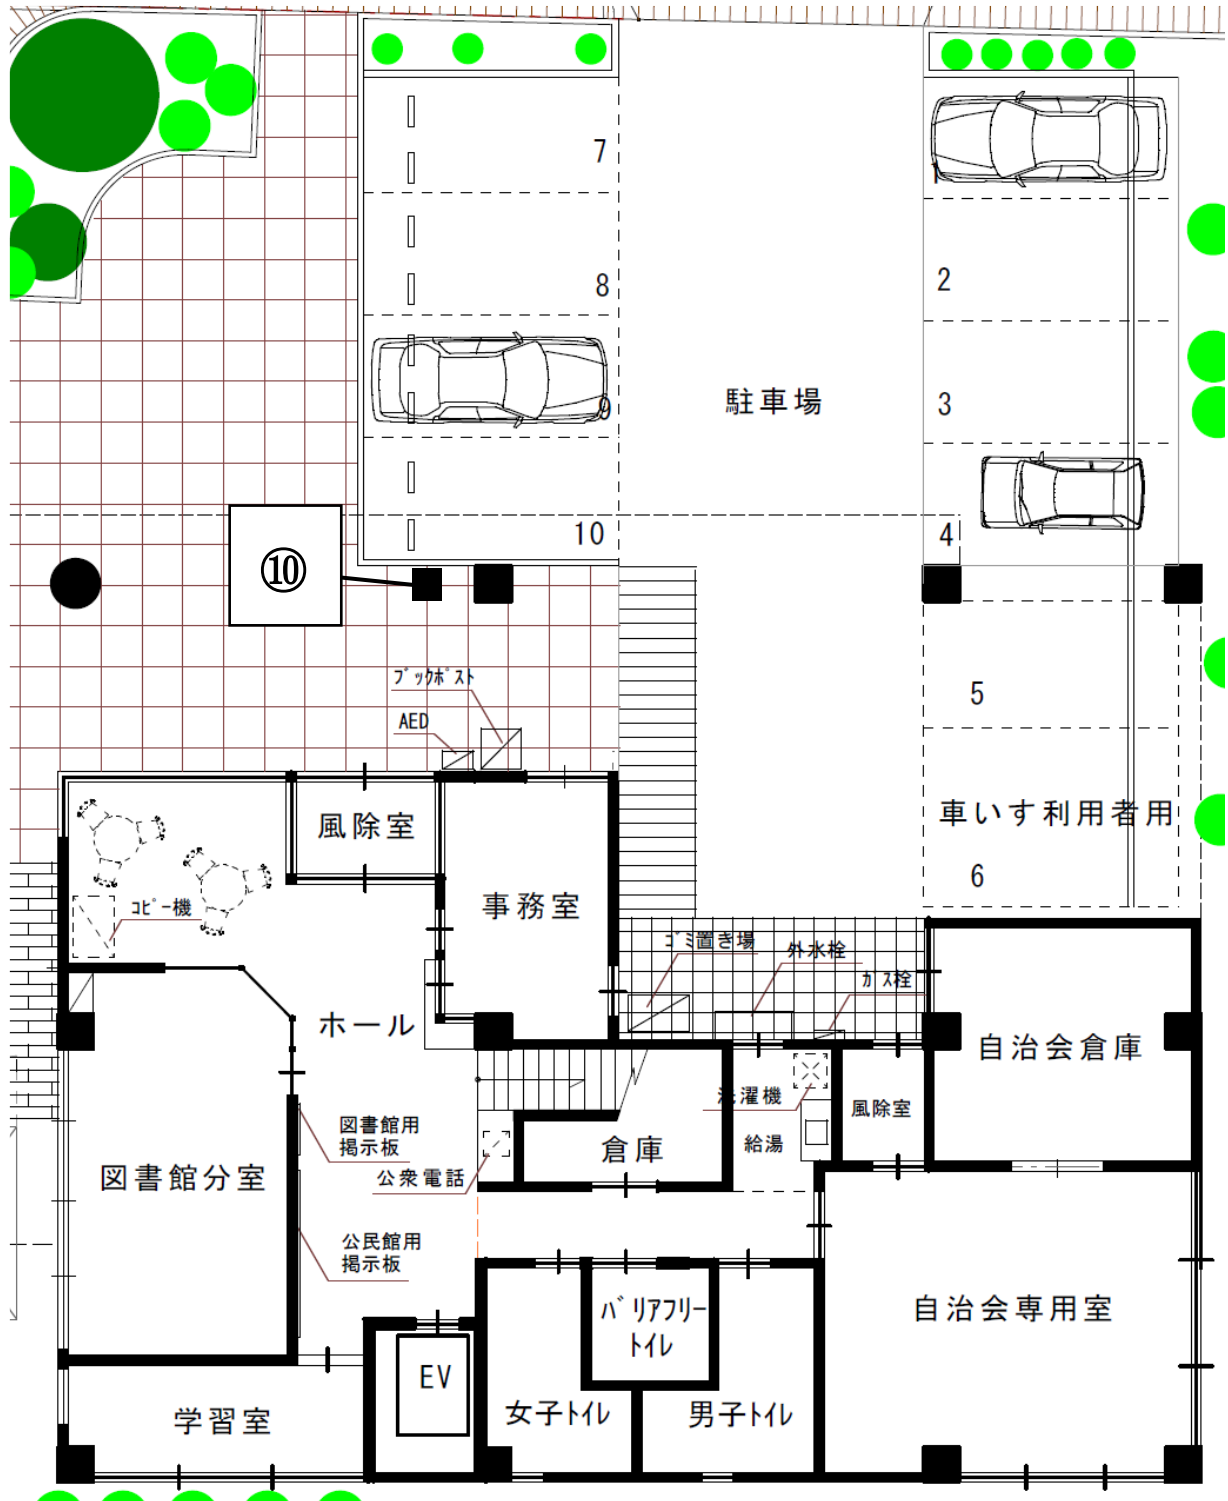 7
1
8
2
駐車場
9
3
10
4
⑩
ブックポスト
AED
5
風除室
車いす利用者用
事務室
6
コピー機
ゴミ置き場
外水栓
ガス栓
ホール
自治会倉庫
洗濯機
風除室
図書館用
掲示板
給湯
倉庫
図書館分室
公衆電話
公民館用
掲示板
バリアフリー
トイレ
自治会専用室
EV
女子トイレ
男子トイレ
学習室